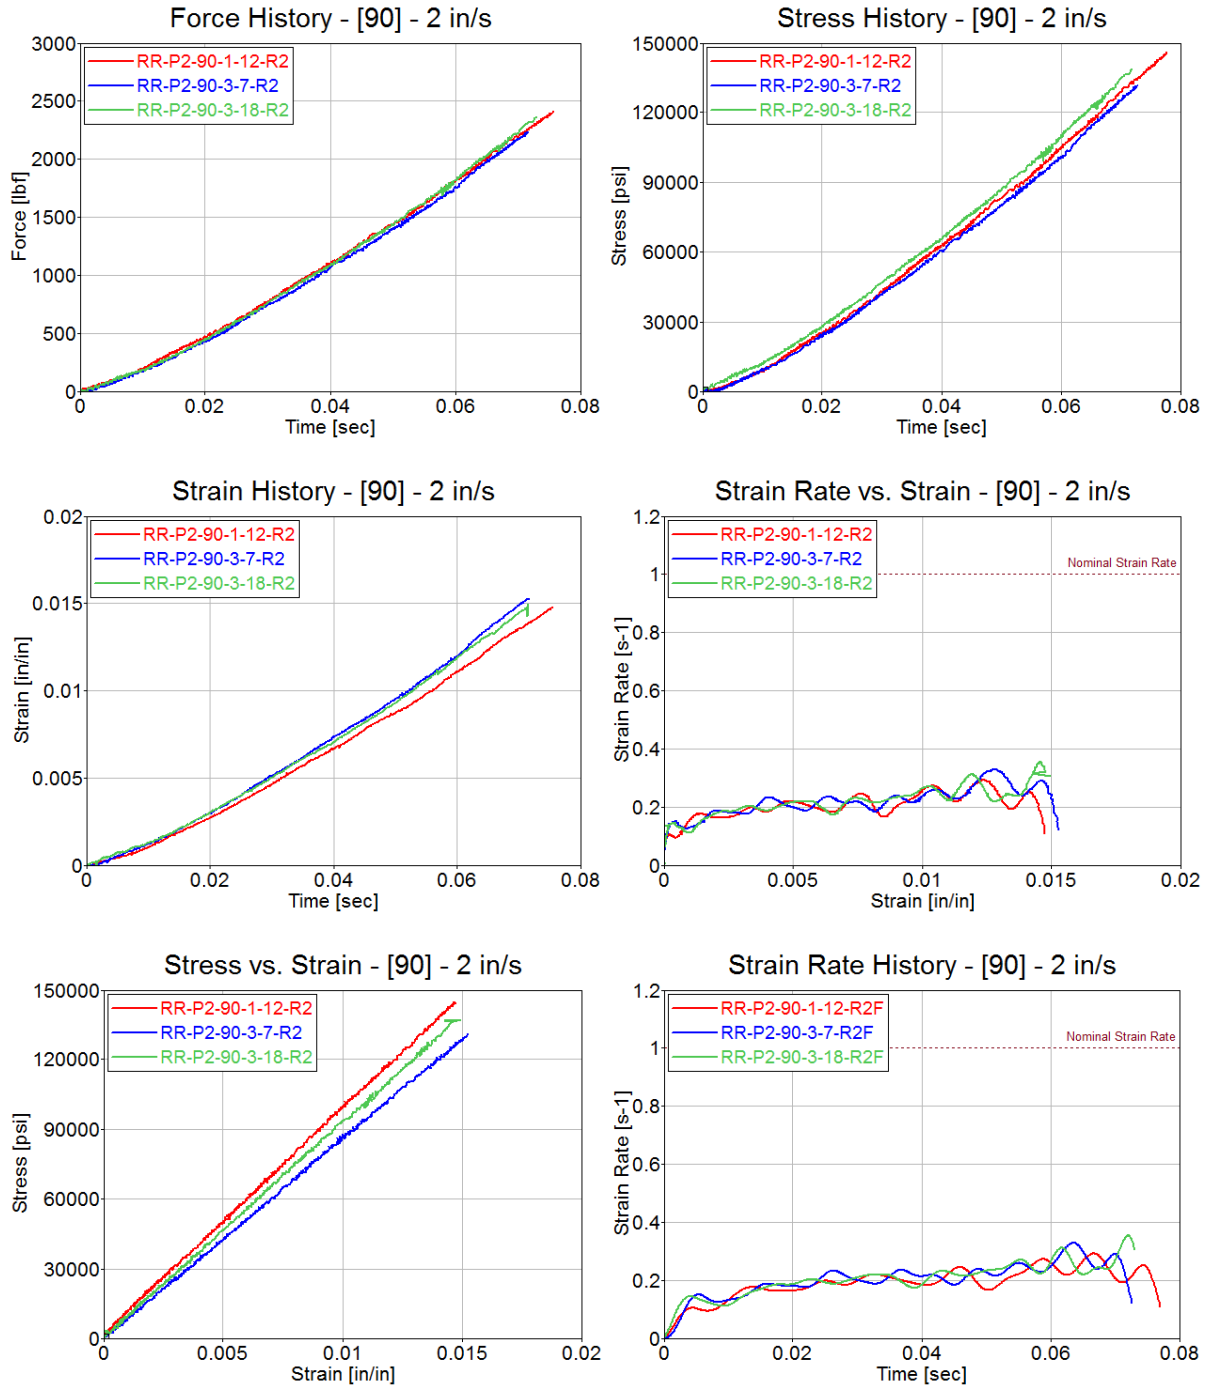 Force History - [90] - 2 in/s
3000
2500
2000
1500
1000
500
0
Force [lbf]
RR-P2-90-1-12-R2
RR-P2-90-3-7-R2
RR-P2-90-3-18-R2
0 0.02 0.04 0.06 0.08
Time [sec]
Stress History - [90] - 2 in/s
150000
120000
90000
60000
30000
0
Stress [psi]
RR-P2-90-1-12-R2
RR-P2-90-3-7-R2
RR-P2-90-3-18-R2
0 0.02 0.04 0.06 0.08
Time [sec]
Strain History - [90] - 2 in/s
0.02
0.015
0.01
0.005
0
Strain [in/in]
RR-P2-90-1-12-R2
RR-P2-90-3-7-R2
RR-P2-90-3-18-R2
0 0.02 0.04 0.06 0.08
Time [sec]
Strain Rate vs. Strain - [90] - 2 in/s
1.2
1
0.8
0.6
0.4
0.2
0
Strain Rate [s-1]
RR-P2-90-1-12-R2
RR-P2-90-3-7-R2
RR-P2-90-3-18-R2
Nominal Strain Rate
0 0.005 0.01 0.015 0.02
Strain [in/in]
Stress vs. Strain - [90] - 2 in/s
150000
120000
90000
60000
30000
0
Stress [psi]
RR-P2-90-1-12-R2
RR-P2-90-3-7-R2
RR-P2-90-3-18-R2
0 0.005 0.01 0.015 0.02
Strain [in/in]
Strain Rate History - [90] - 2 in/s
1.2
1
0.8
0.6
0.4
0.2
0
Strain Rate [s-1]
RR-P2-90-1-12-R2F
RR-P2-90-3-7-R2F
RR-P2-90-3-18-R2F
Nominal Strain Rate
0 0.02 0.04 0.06 0.08
Time [sec]